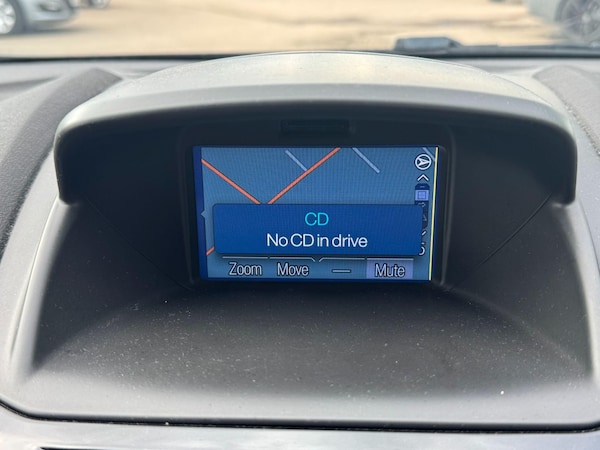 CD
No CD in drive
Zoom Move — Mute